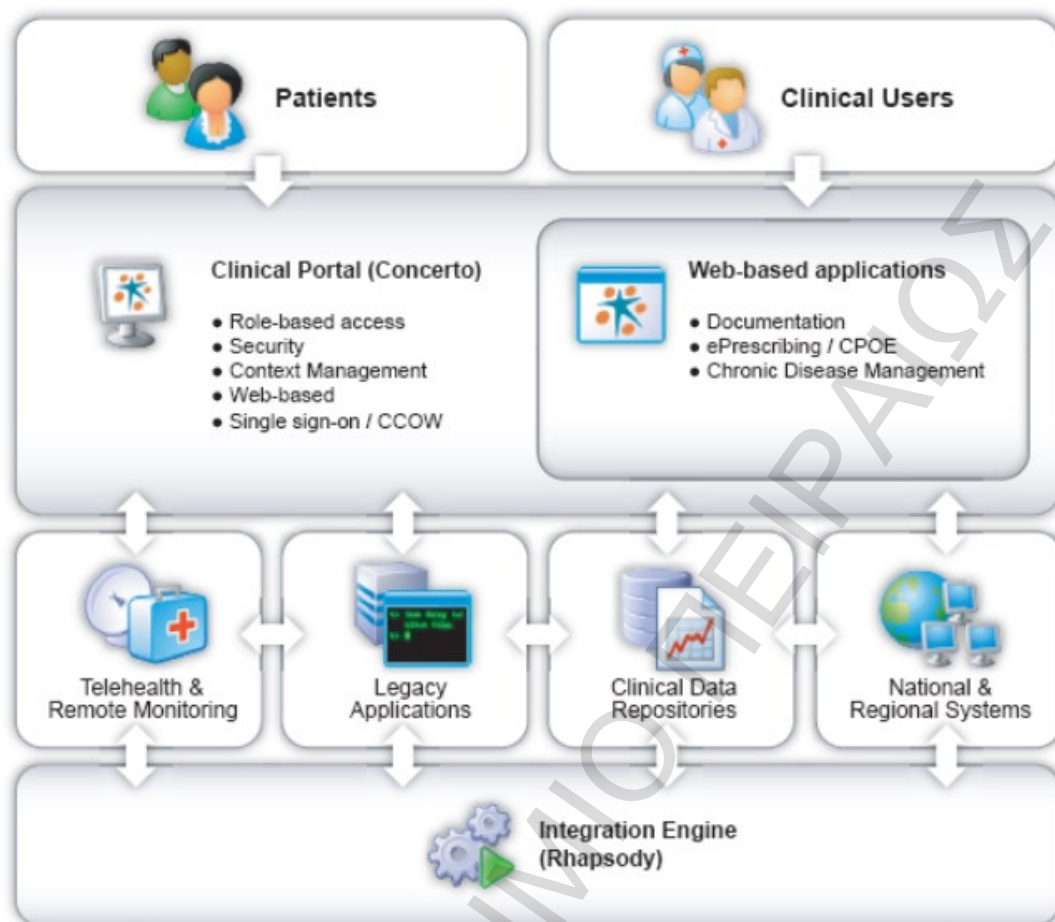 Patients
Clinical Users
Clinical Portal (Concerto)
● Role-based access
● Security
● Context Management
● Web-based
● Single sign-on / CCOW
Web-based applications
● Documentation
● ePrescribing / CPOE
● Chronic Disease Management
Telehealth &
Remote Monitoring
Legacy
Applications
Clinical Data
Repositories
National &
Regional Systems
Integration Engine
(Rhapsody)
ΜΙΟ ΠΕΙΡΑΙΩΣ